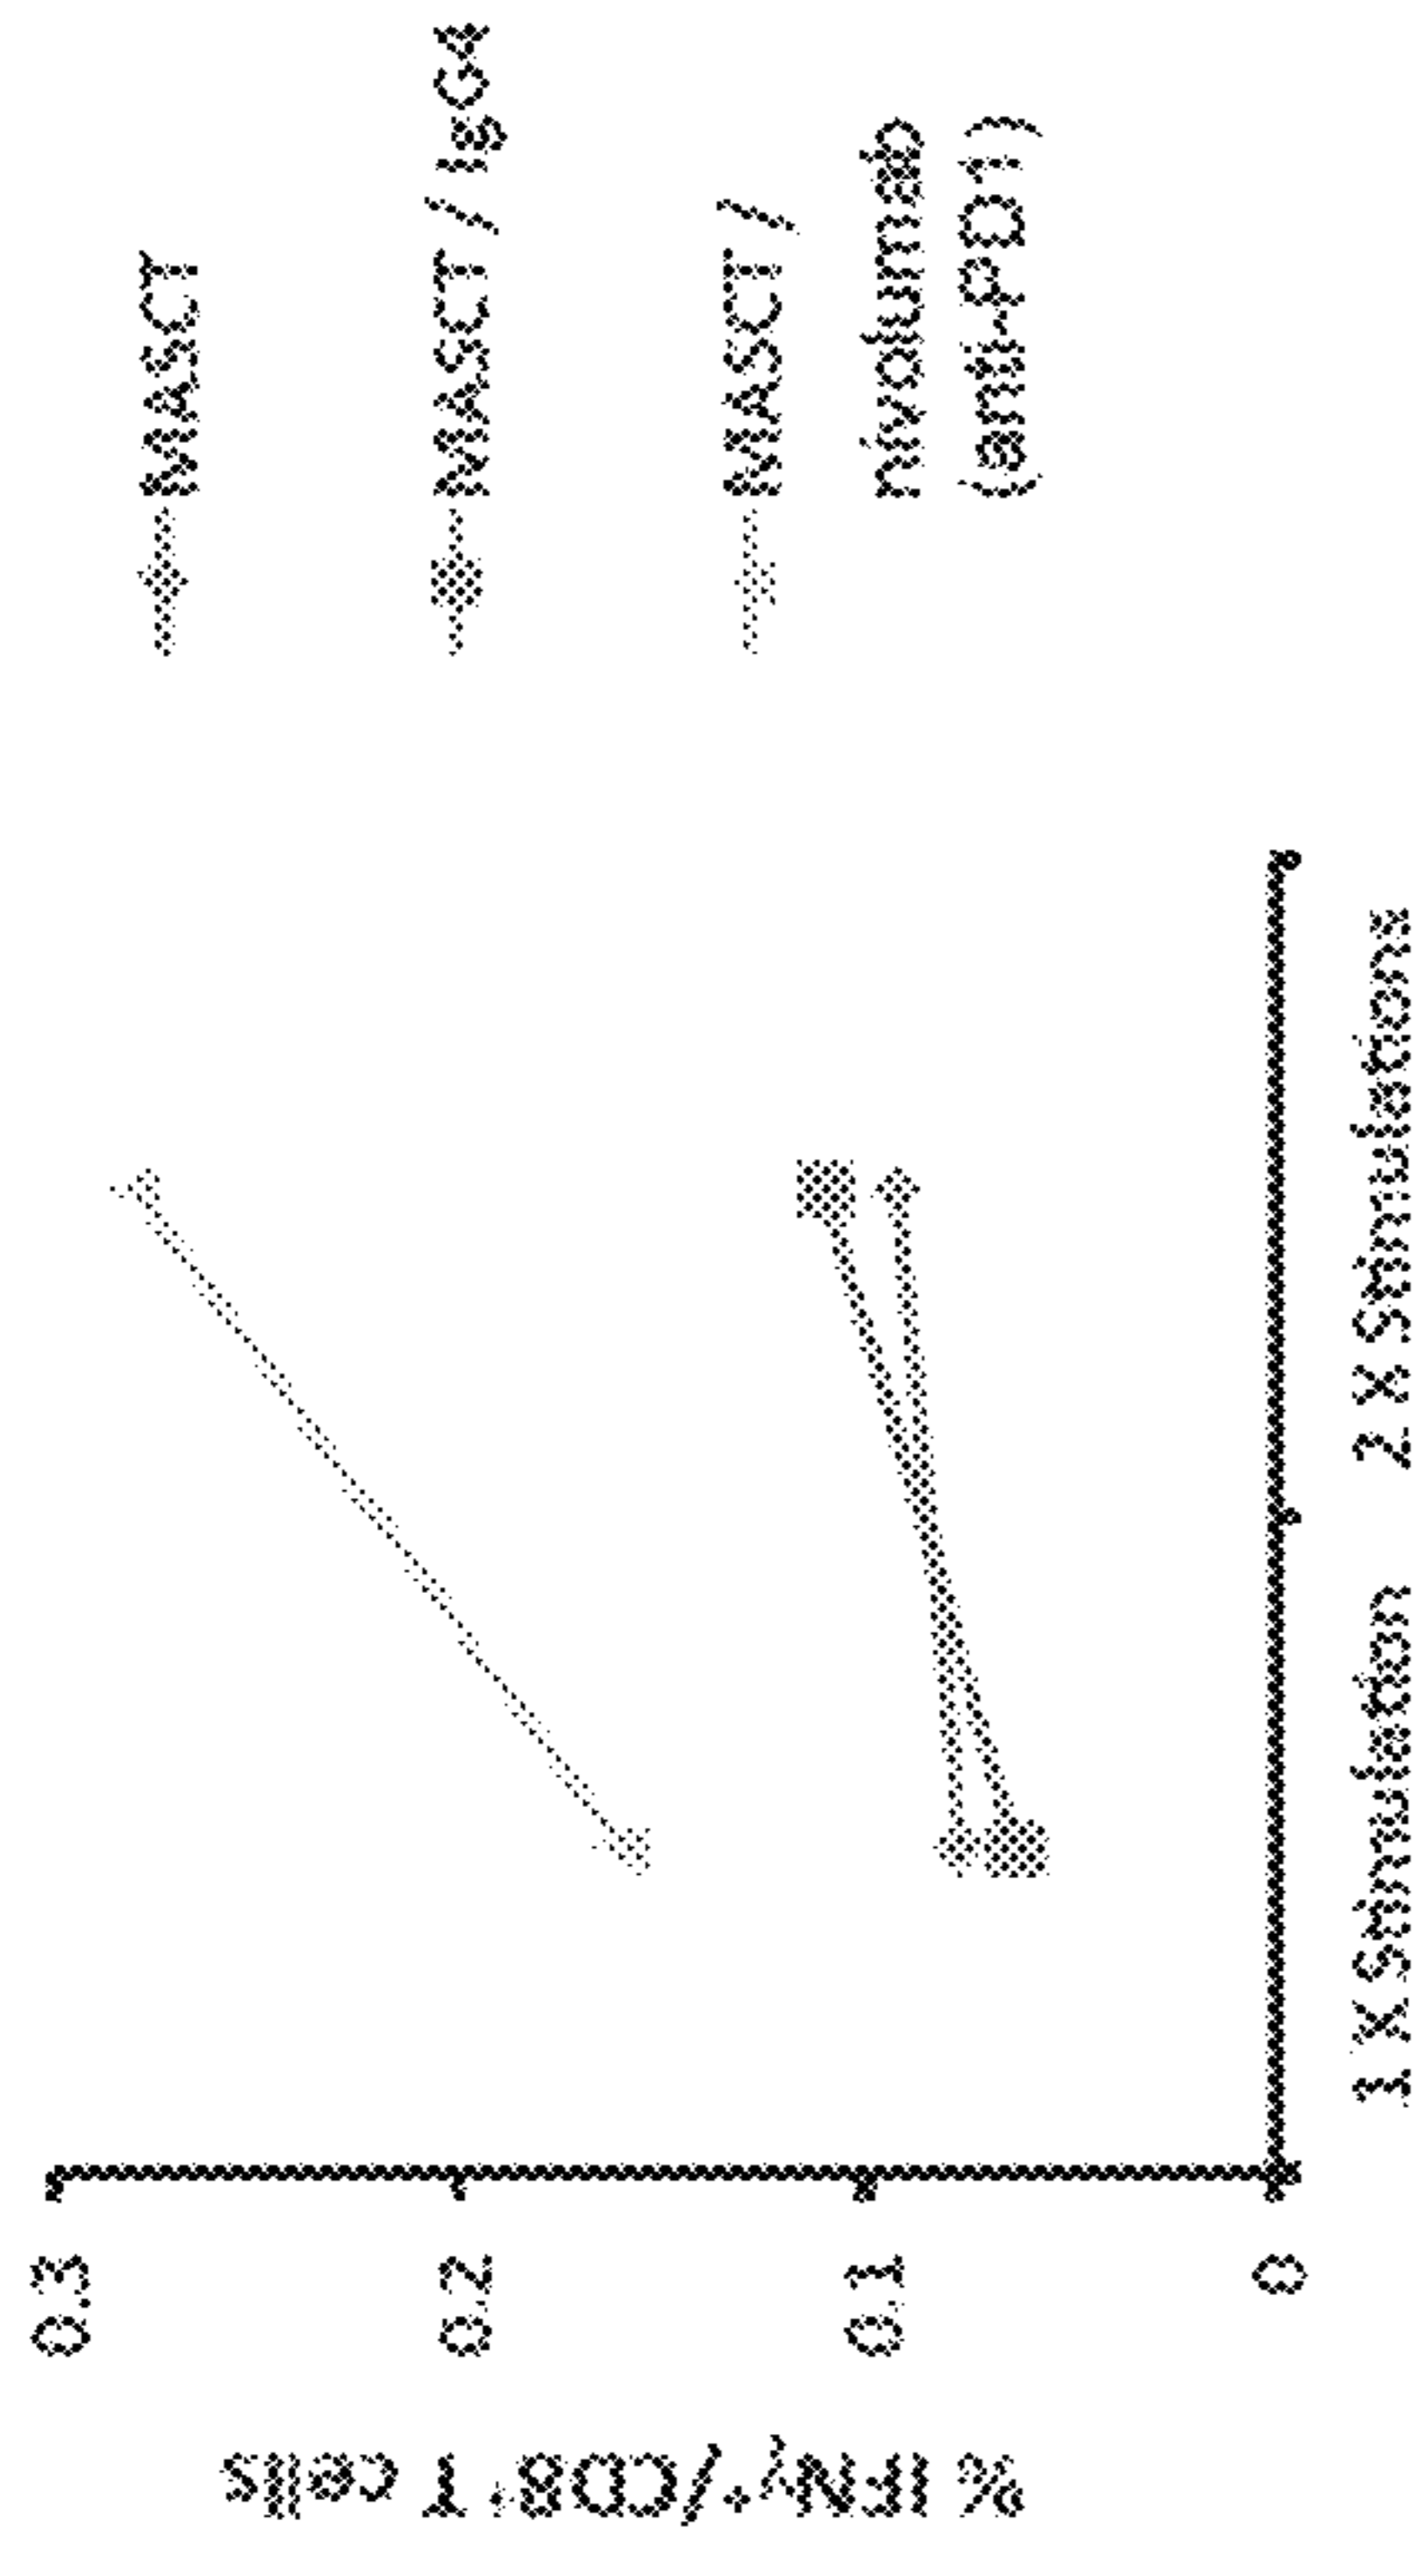 % IFNγ⁺/CD8⁺ T cells
0.3
0.2
0.1
0
1 X Stimulation
2 X Stimulations
MASCT
MASCT / IgG4
MASCT /
nivolumab
(anti-PD1)